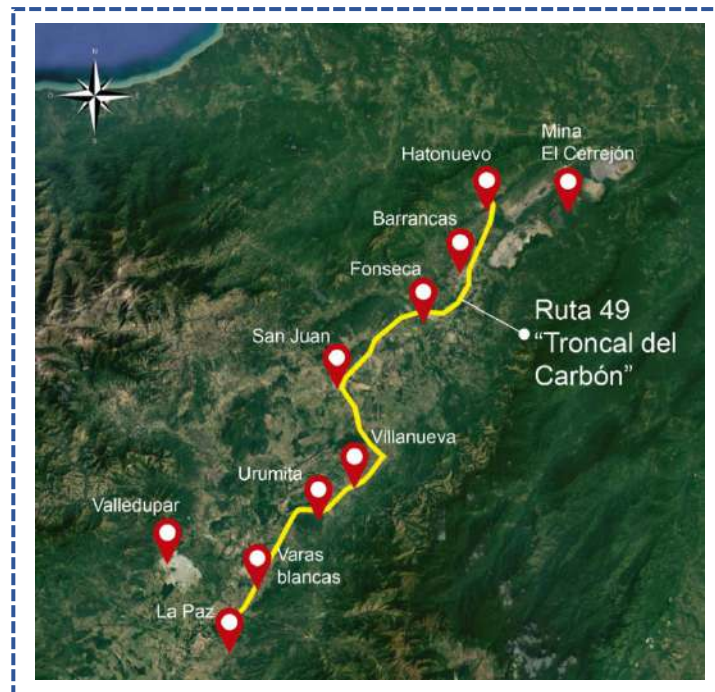 Mina
El Cerrejón
Hatonuevo
Barrancas
Fonseca
Ruta 49
“Troncal del
Carbón”
San Juan
Villanueva
Urumita
Valledupar
Varas
blancas
La Paz